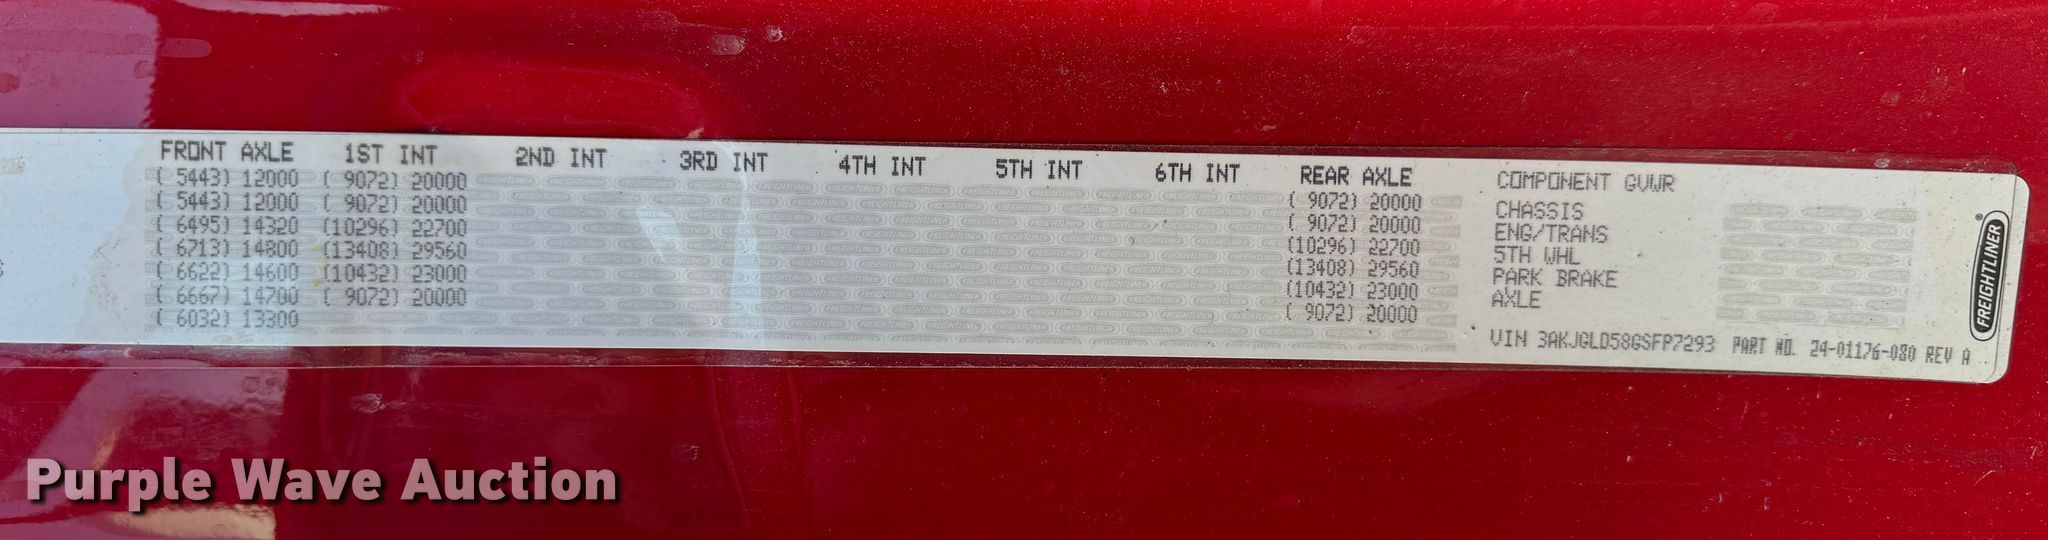 FRONT AXLE 1ST INT 2ND INT 3RD INT 4TH INT 5TH INT 6TH INT REAR AXLE COMPONENT GVWR
( 5443) 12000 ( 9072) 20000 ( 9072) 20000 CHASSIS
( 5443) 12000 ( 9072) 20000 ( 9072) 20000 ENG/TRANS
(6495) 14320 (10296) 22700 (10296) 22700 5TH WHL
(6713) 14800 (13408) 29560 (13408) 29560 PARK BRAKE
(6622) 14600 (10432) 23000 (10432) 23000 AXLE
(6667) 14700 ( 9072) 20000 ( 9072) 20000
( 6032) 13300
VIN 3AKJGLD58GSFP7293 PART NO. 24-01176-080 REV A
FREIGHTLINER®
Purple Wave Auction